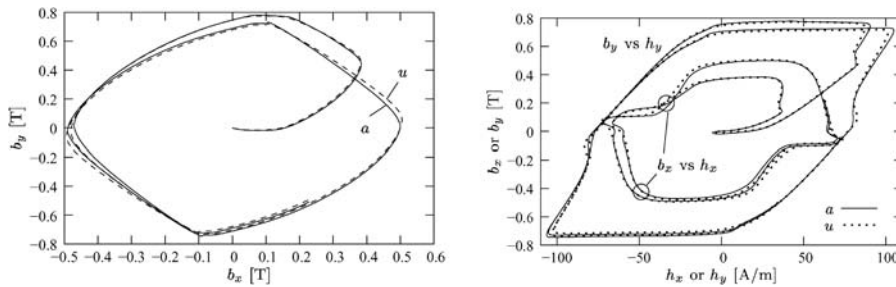 0.8
0.6
0.4
0.2
0
−0.2
−0.4
−0.6
−0.8
b_y [T]
−0.5 −0.4 −0.3 −0.2 −0.1 0 0.1 0.2 0.3 0.4 0.5 0.6
b_x [T]
u
a
0.8
0.6
0.4
0.2
0
−0.2
−0.4
−0.6
−0.8
b_x or b_y [T]
−100 −50 0 50 100
h_x or h_y [A/m]
b_y vs h_y
b_x vs h_x
a
u